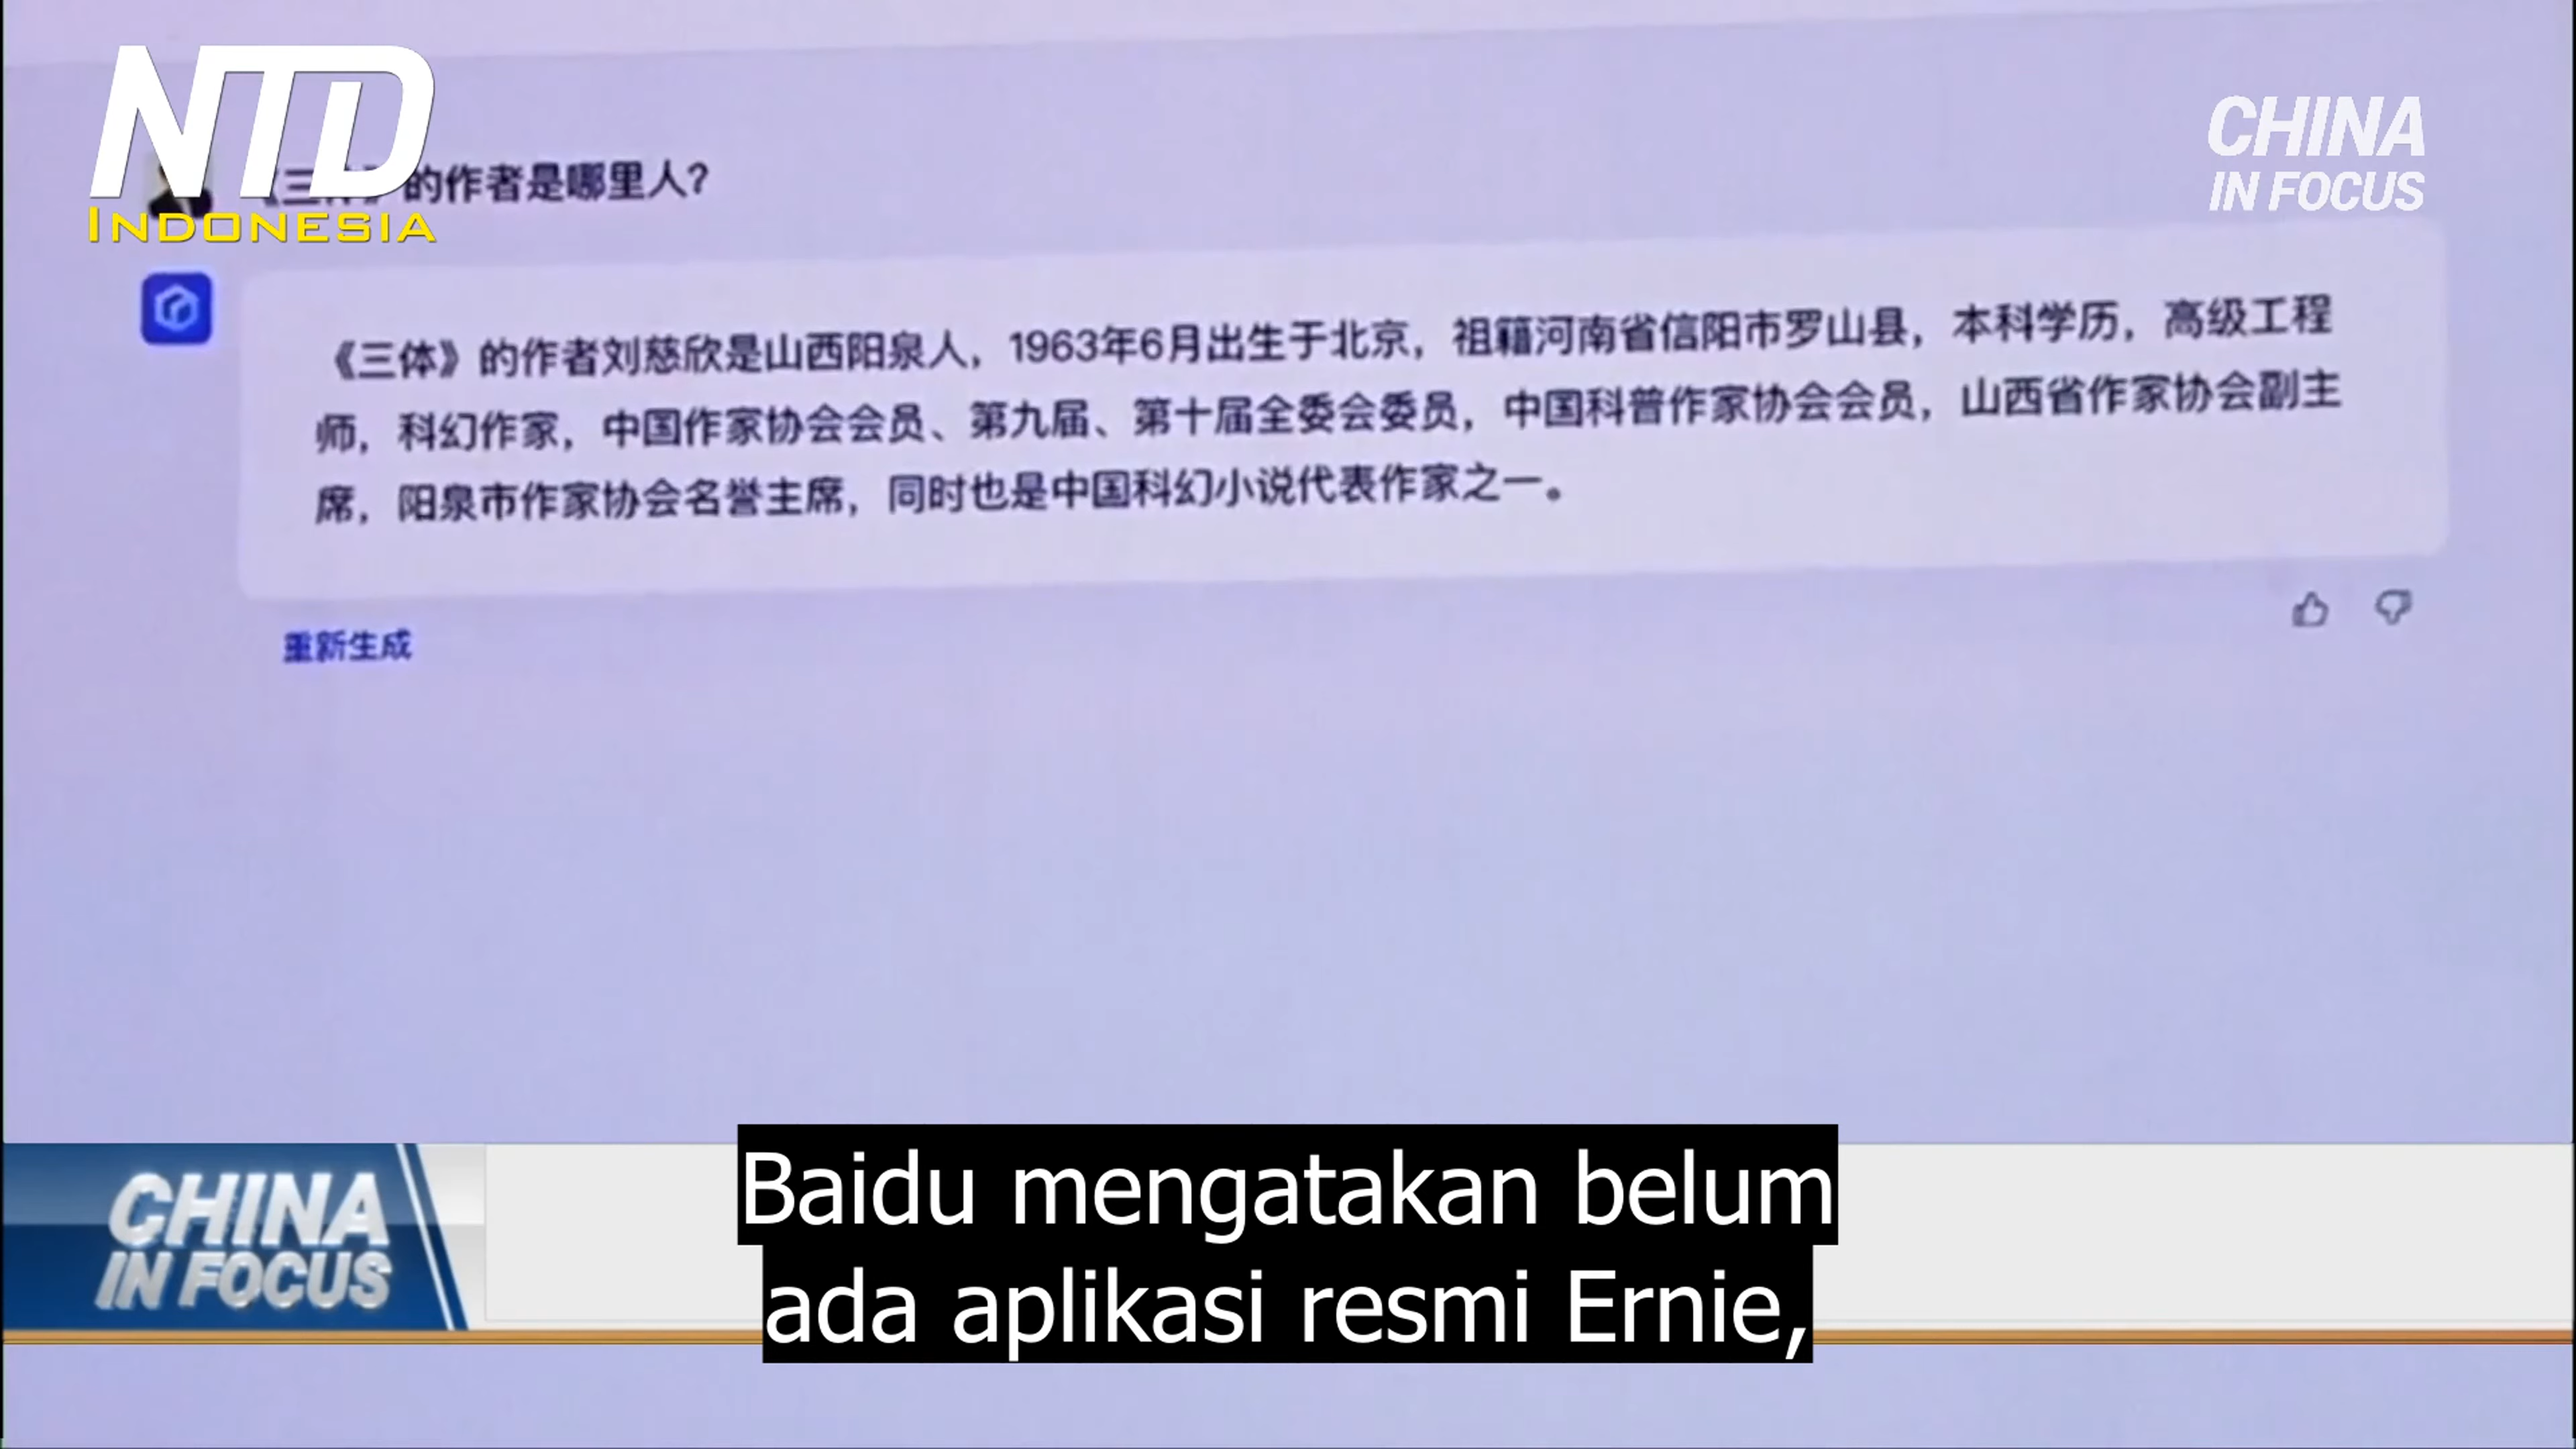 NTD
INDONESIA
CHINA
IN FOCUS
的作者是哪里人?
《三体》的作者刘慈欣是山西阳泉人，1963年6月出生于北京，祖籍河南省信阳市罗山县，本科学历，高级工程
师，科幻作家，中国作家协会会员、第九届、第十届全委会委员，中国科普作家协会会员，山西省作家协会副主
席，阳泉市作家协会名誉主席，同时也是中国科幻小说代表作家之一。
重新生成
CHINA
IN FOCUS
Baidu mengatakan belum
ada aplikasi resmi Ernie,